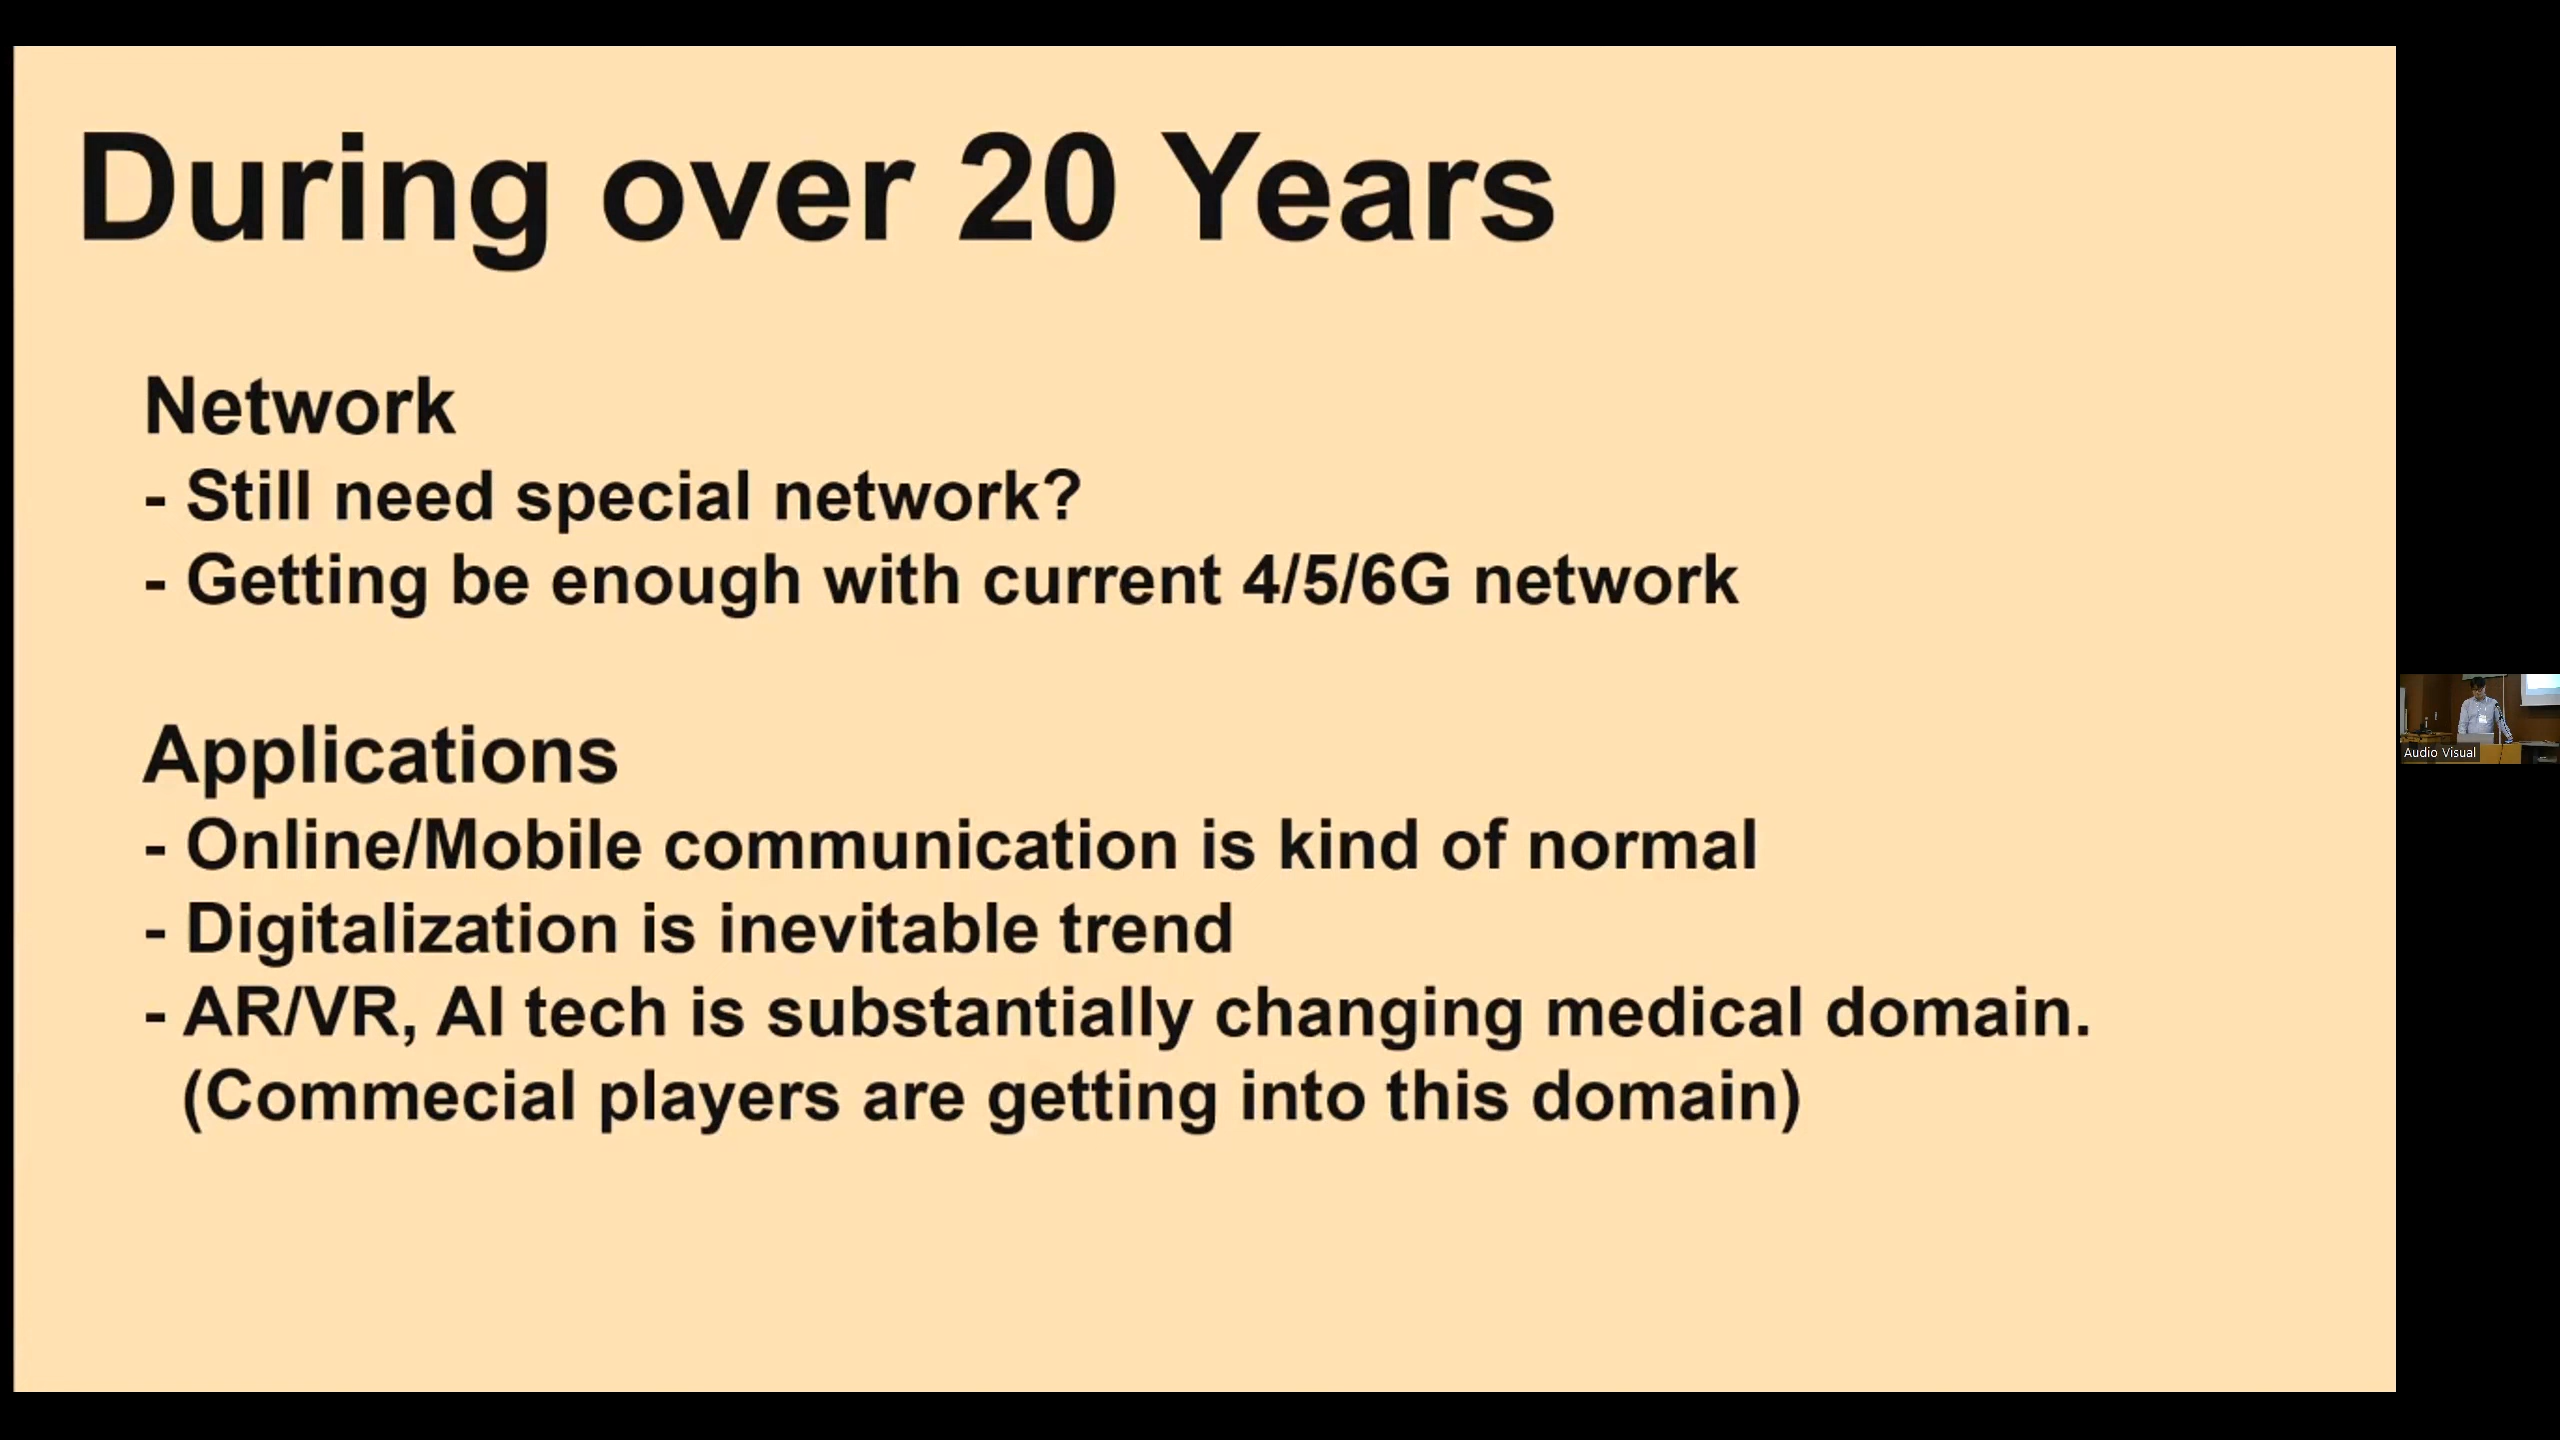 During over 20 Years
Network
- Still need special network?
- Getting be enough with current 4/5/6G network
Applications
- Online/Mobile communication is kind of normal
- Digitalization is inevitable trend
- AR/VR, AI tech is substantially changing medical domain.
(Commecial players are getting into this domain)
Audio Visual